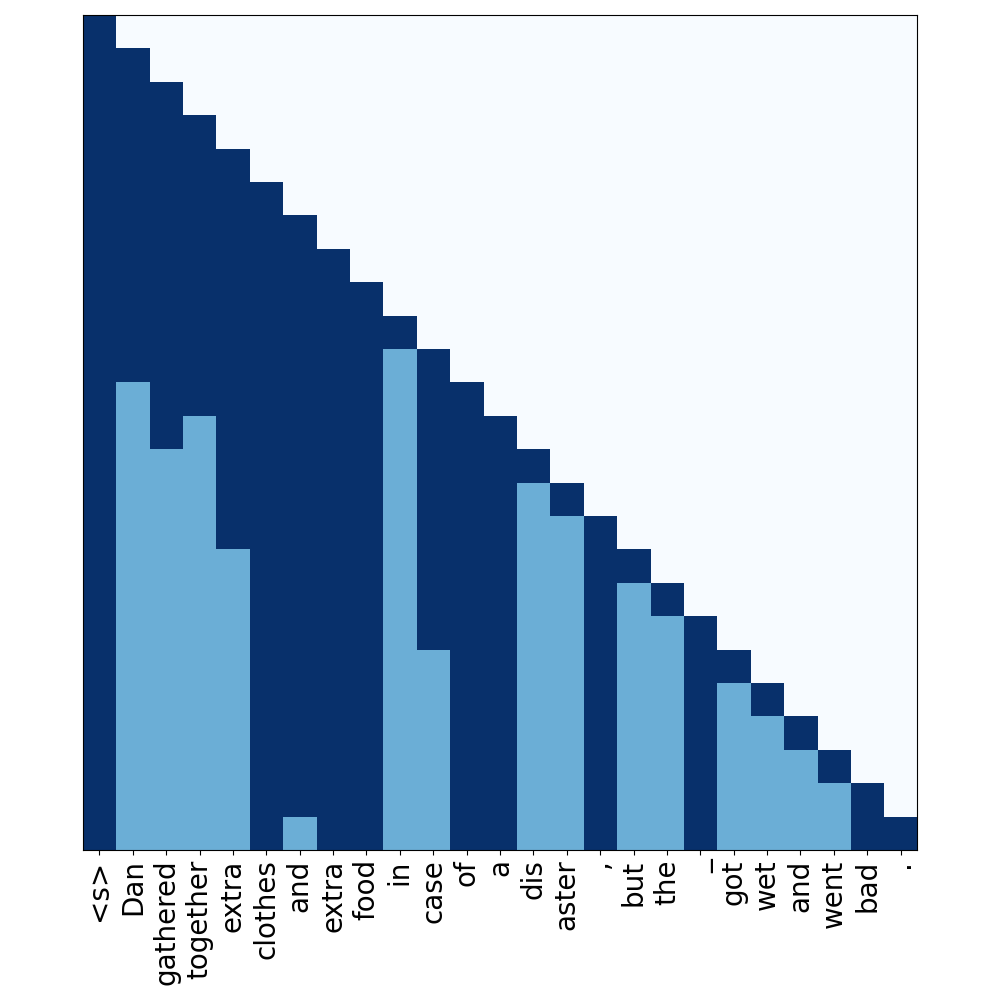 <s> Dan gathered together extra clothes and extra food in case of a dis aster , but the _ got wet and went bad .